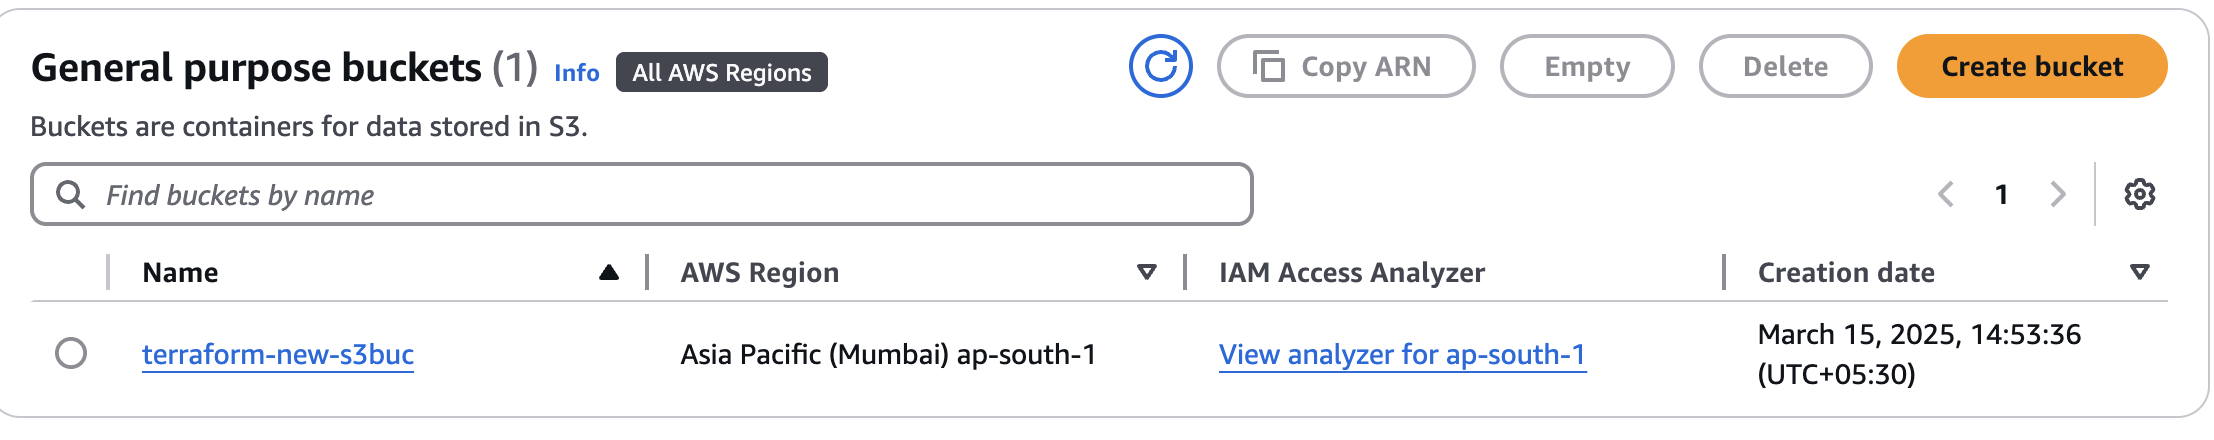 General purpose buckets (1) Info All AWS Regions Copy ARN Empty Delete Create bucket
Buckets are containers for data stored in S3.
Find buckets by name 1
Name AWS Region IAM Access Analyzer Creation date
terraform-new-s3buc Asia Pacific (Mumbai) ap-south-1 View analyzer for ap-south-1 March 15, 2025, 14:53:36
(UTC+05:30)